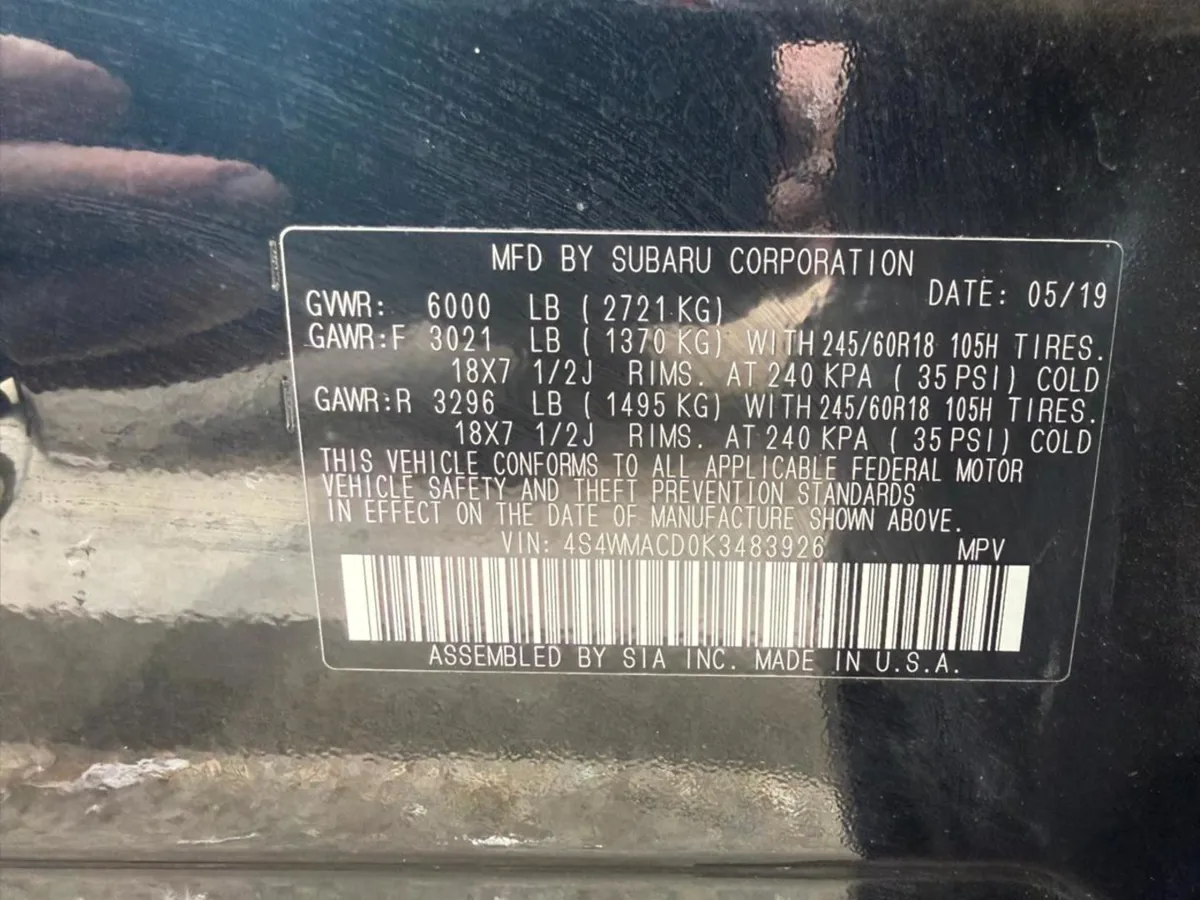 MFD BY SUBARU CORPORATION
DATE: 05/19
GVWR: 6000 LB ( 2721 KG)
GAWR:F 3021 LB ( 1370 KG) WITH 245/60R18 105H TIRES.
18X7 1/2J RIMS. AT 240 KPA ( 35 PSI) COLD
GAWR:R 3296 LB ( 1495 KG) WITH 245/60R18 105H TIRES.
18X7 1/2J RIMS. AT 240 KPA ( 35 PSI) COLD
THIS VEHICLE CONFORMS TO ALL APPLICABLE FEDERAL MOTOR
VEHICLE SAFETY AND THEFT PREVENTION STANDARDS
IN EFFECT ON THE DATE OF MANUFACTURE SHOWN ABOVE.
VIN: 4S4WMACD0K3483926 MPV
ASSEMBLED BY SIA INC. MADE IN U.S.A.